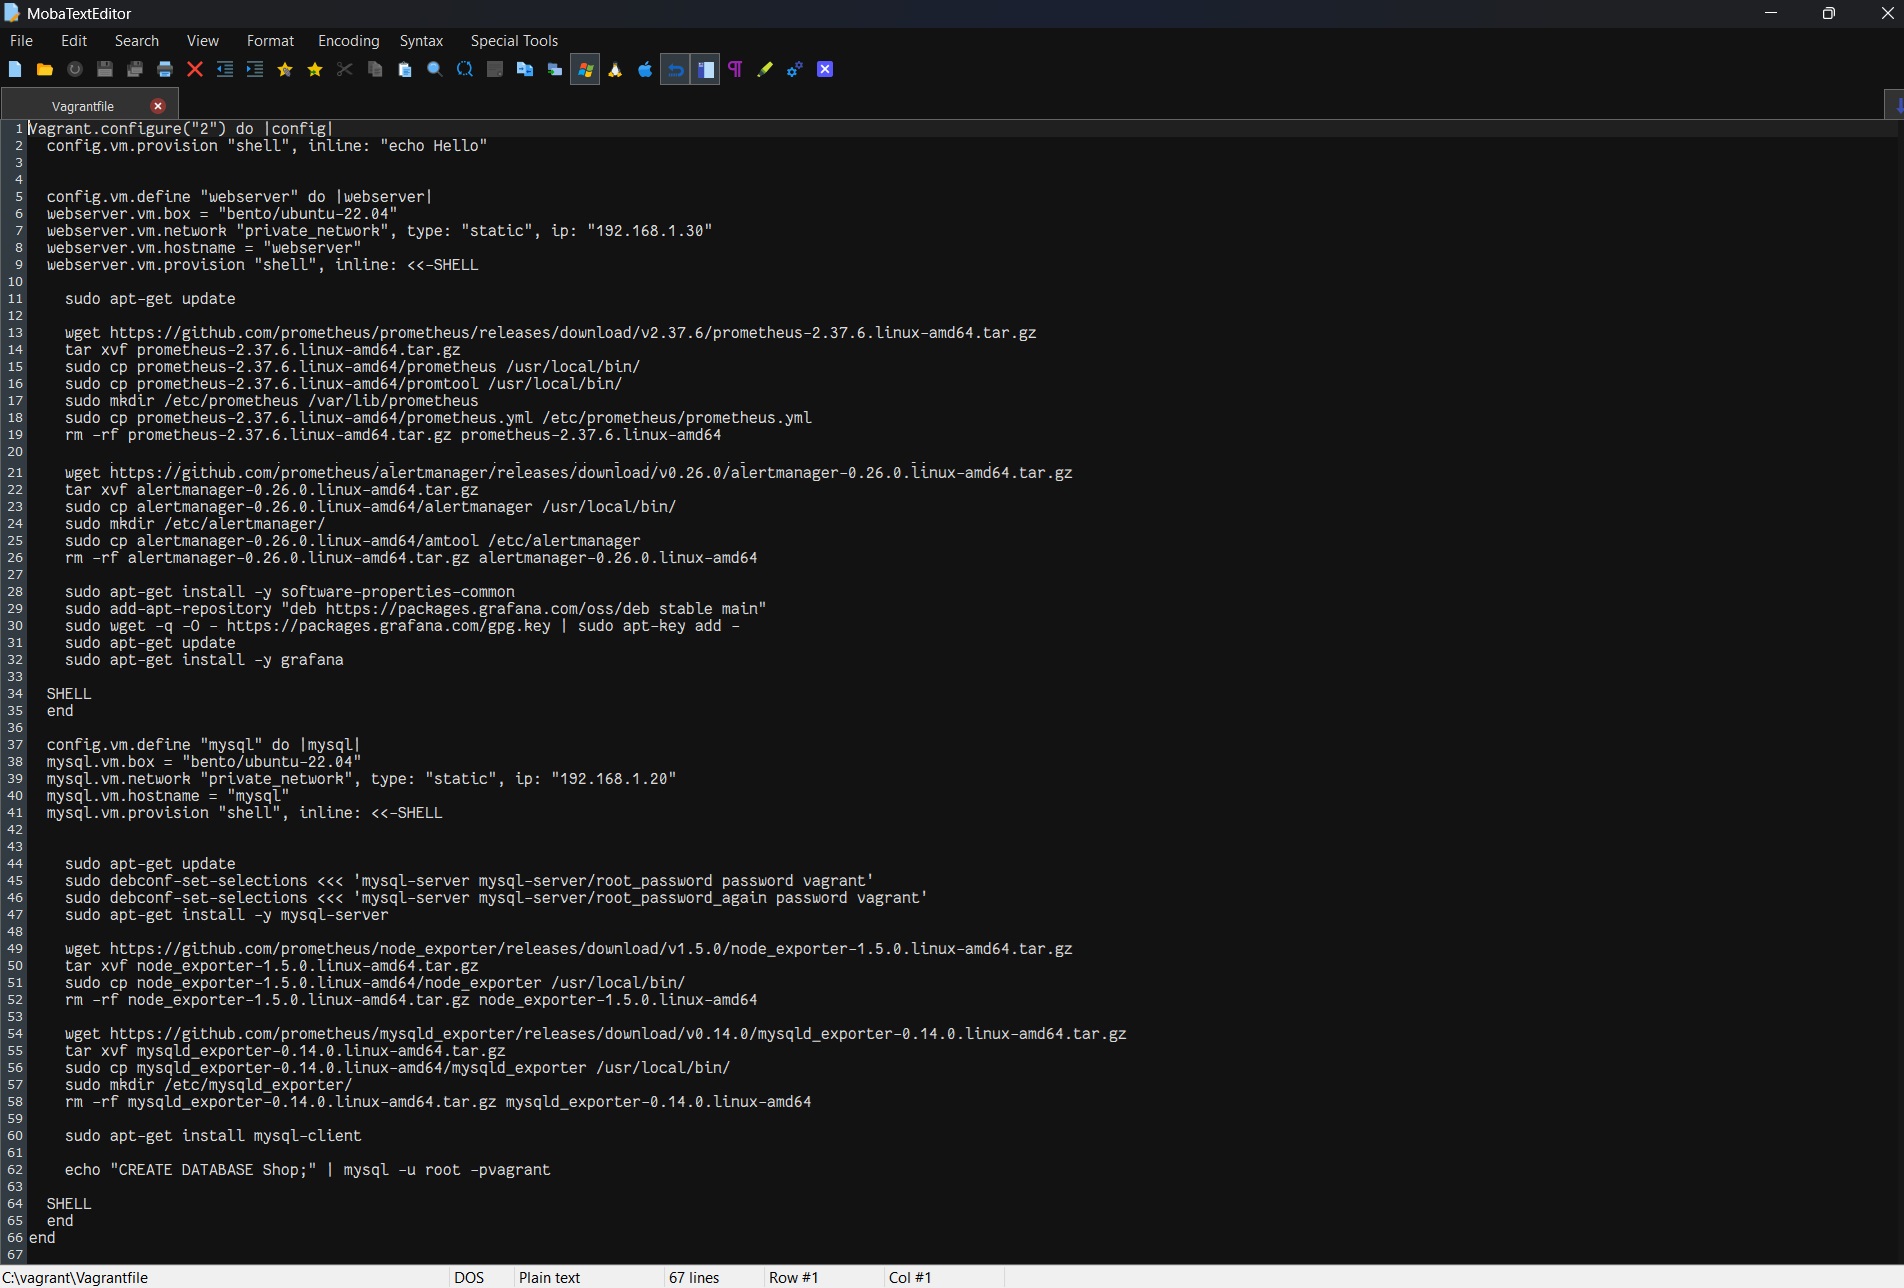 MobaTextEditor
File Edit Search View Format Encoding Syntax Special Tools
Vagrantfile
1 Vagrant.configure("2") do |config|
2 config.vm.provision "shell", inline: "echo Hello"
3
4
5 config.vm.define "webserver" do |webserver|
6 webserver.vm.box = "bento/ubuntu-22.04"
7 webserver.vm.network "private_network", type: "static", ip: "192.168.1.30"
8 webserver.vm.hostname = "webserver"
9 webserver.vm.provision "shell", inline: <<-SHELL
10
11 sudo apt-get update
12
13 wget https://github.com/prometheus/prometheus/releases/download/v2.37.6/prometheus-2.37.6.linux-amd64.tar.gz
14 tar xvf prometheus-2.37.6.linux-amd64.tar.gz
15 sudo cp prometheus-2.37.6.linux-amd64/prometheus /usr/local/bin/
16 sudo cp prometheus-2.37.6.linux-amd64/promtool /usr/local/bin/
17 sudo mkdir /etc/prometheus /var/lib/prometheus
18 sudo cp prometheus-2.37.6.linux-amd64/prometheus.yml /etc/prometheus/prometheus.yml
19 rm -rf prometheus-2.37.6.linux-amd64.tar.gz prometheus-2.37.6.linux-amd64
20
21 wget https://github.com/prometheus/alertmanager/releases/download/v0.26.0/alertmanager-0.26.0.linux-amd64.tar.gz
22 tar xvf alertmanager-0.26.0.linux-amd64.tar.gz
23 sudo cp alertmanager-0.26.0.linux-amd64/alertmanager /usr/local/bin/
24 sudo mkdir /etc/alertmanager/
25 sudo cp alertmanager-0.26.0.linux-amd64/amtool /etc/alertmanager
26 rm -rf alertmanager-0.26.0.linux-amd64.tar.gz alertmanager-0.26.0.linux-amd64
27
28 sudo apt-get install -y software-properties-common
29 sudo add-apt-repository "deb https://packages.grafana.com/oss/deb stable main"
30 sudo wget -q -O - https://packages.grafana.com/gpg.key | sudo apt-key add -
31 sudo apt-get update
32 sudo apt-get install -y grafana
33
34 SHELL
35 end
36
37 config.vm.define "mysql" do |mysql|
38 mysql.vm.box = "bento/ubuntu-22.04"
39 mysql.vm.network "private_network", type: "static", ip: "192.168.1.20"
40 mysql.vm.hostname = "mysql"
41 mysql.vm.provision "shell", inline: <<-SHELL
42
43
44 sudo apt-get update
45 sudo debconf-set-selections <<< 'mysql-server mysql-server/root_password password vagrant'
46 sudo debconf-set-selections <<< 'mysql-server mysql-server/root_password_again password vagrant'
47 sudo apt-get install -y mysql-server
48
49 wget https://github.com/prometheus/node_exporter/releases/download/v1.5.0/node_exporter-1.5.0.linux-amd64.tar.gz
50 tar xvf node_exporter-1.5.0.linux-amd64.tar.gz
51 sudo cp node_exporter-1.5.0.linux-amd64/node_exporter /usr/local/bin/
52 rm -rf node_exporter-1.5.0.linux-amd64.tar.gz node_exporter-1.5.0.linux-amd64
53
54 wget https://github.com/prometheus/mysqld_exporter/releases/download/v0.14.0/mysqld_exporter-0.14.0.linux-amd64.tar.gz
55 tar xvf mysqld_exporter-0.14.0.linux-amd64.tar.gz
56 sudo cp mysqld_exporter-0.14.0.linux-amd64/mysqld_exporter /usr/local/bin/
57 sudo mkdir /etc/mysqld_exporter/
58 rm -rf mysqld_exporter-0.14.0.linux-amd64.tar.gz mysqld_exporter-0.14.0.linux-amd64
59
60 sudo apt-get install mysql-client
61
62 echo "CREATE DATABASE Shop;" | mysql -u root -pvagrant
63
64 SHELL
65 end
66 end
67
C:\vagrant\Vagrantfile DOS Plain text 67 lines Row #1 Col #1